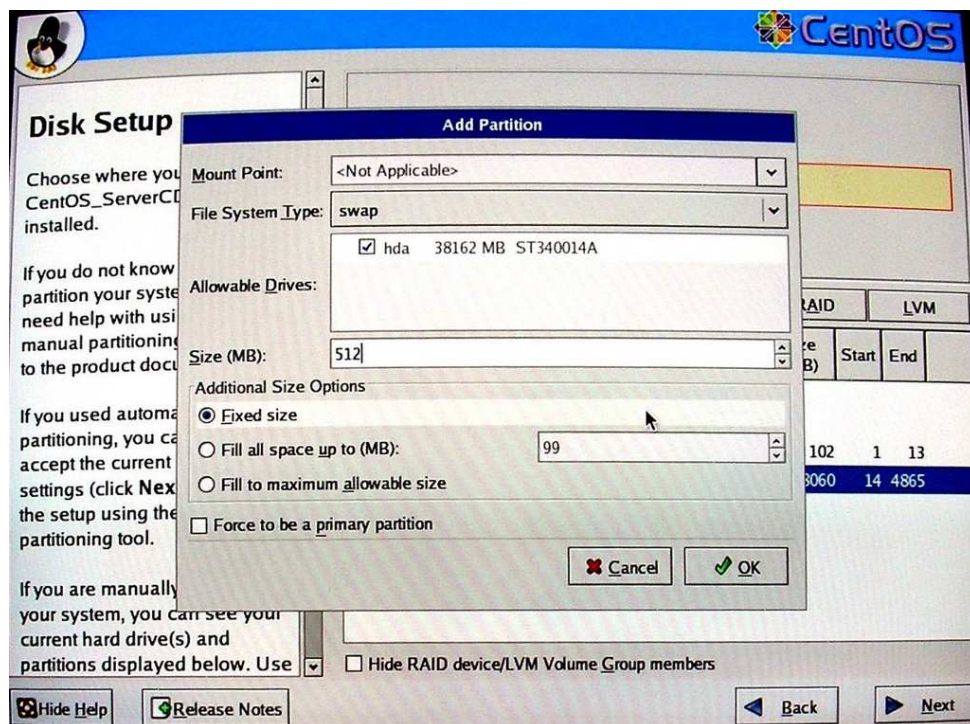 CentOS
Disk Setup
Choose where you
CentOS_ServerCD
installed.
If you do not know
partition your syste
need help with usi
manual partitioning
to the product docu
If you used automa
partitioning, you ca
accept the current
settings (click Nex
the setup using the
partitioning tool.
If you are manually
your system, you can see your
current hard drive(s) and
partitions displayed below. Use
Add Partition
Mount Point: <Not Applicable>
File System Type: swap
Allowable Drives:
hda 38162 MB ST340014A
Size (MB): 512
Additional Size Options
Fixed size
Fill all space up to (MB): 99
Fill to maximum allowable size
Force to be a primary partition
Cancel OK
RAID LVM
Start End
B)
102 1 13
8060 14 4865
Hide RAID device/LVM Volume Group members
Hide Help Release Notes Back Next